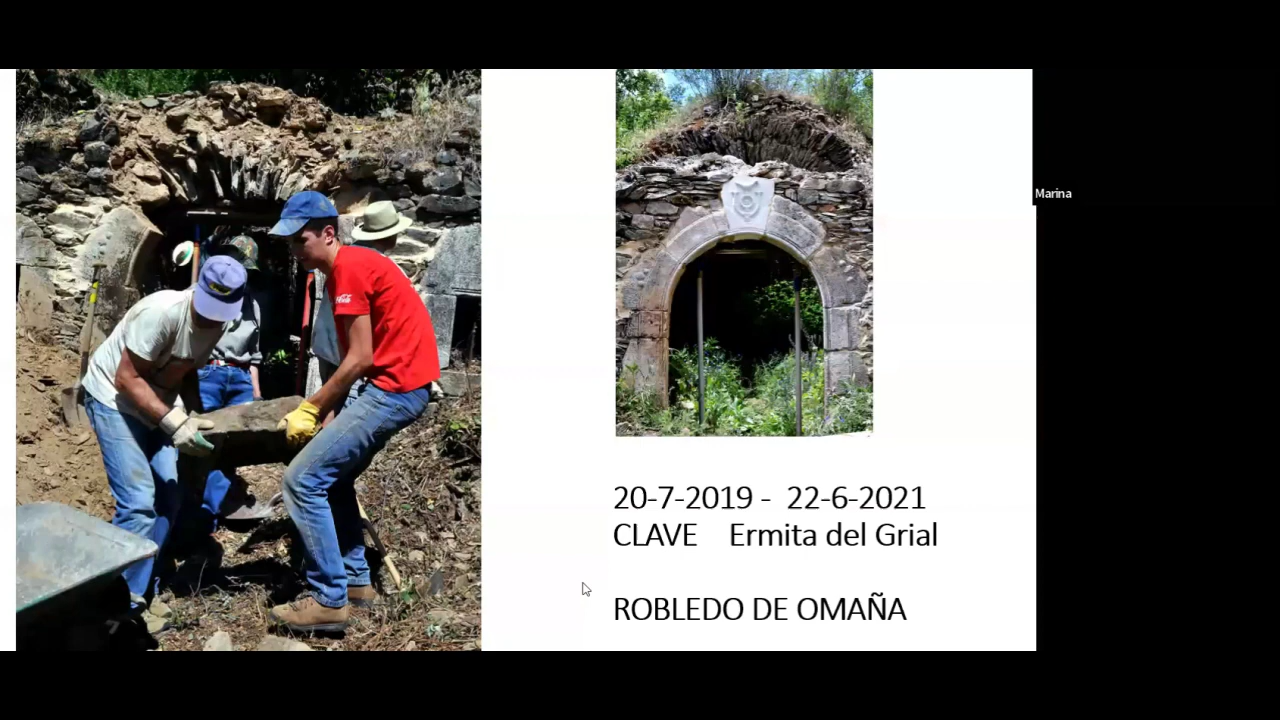 Marina
20-7-2019 - 22-6-2021
CLAVE Ermita del Grial
ROBLEDO DE OMAÑA